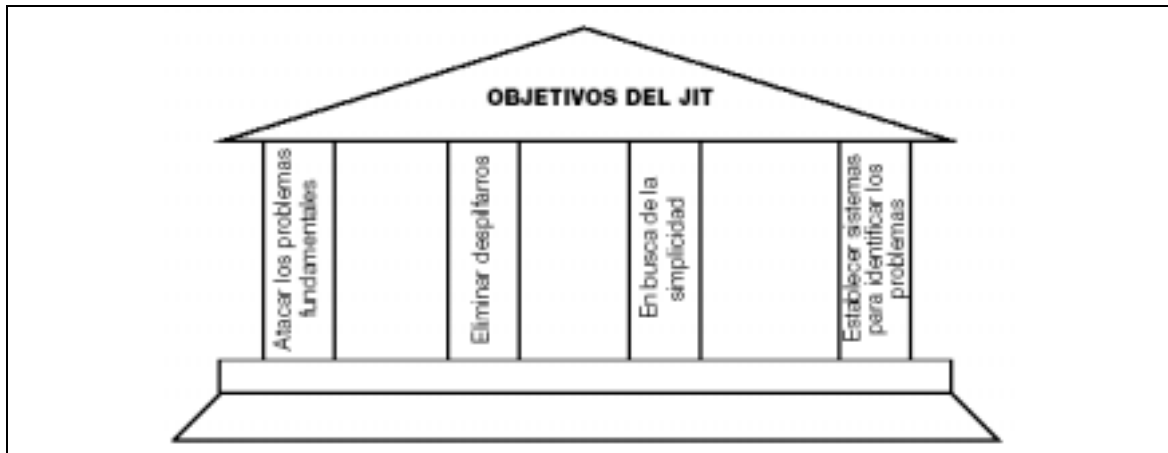 OBJETIVOS DEL JIT
Atacar los problemas
fundamentales
Eliminar despilfarros
En busca de la
simplicidad
Establecer sistemas
para identificar los
problemas